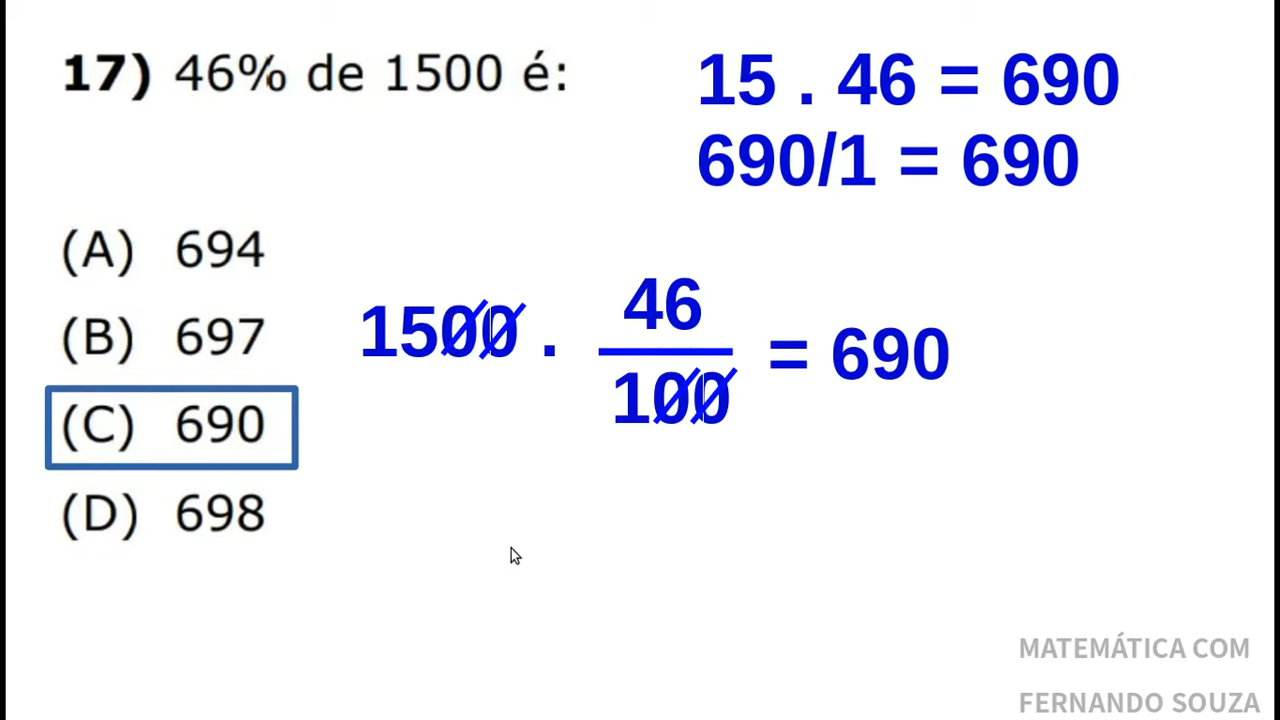 17) 46% de 1500 é:
15 . 46 = 690
690/1 = 690
(A) 694
(B) 697
(C) 690
(D) 698
1500 . 46/100 = 690
MATEMÁTICA COM
FERNANDO SOUZA